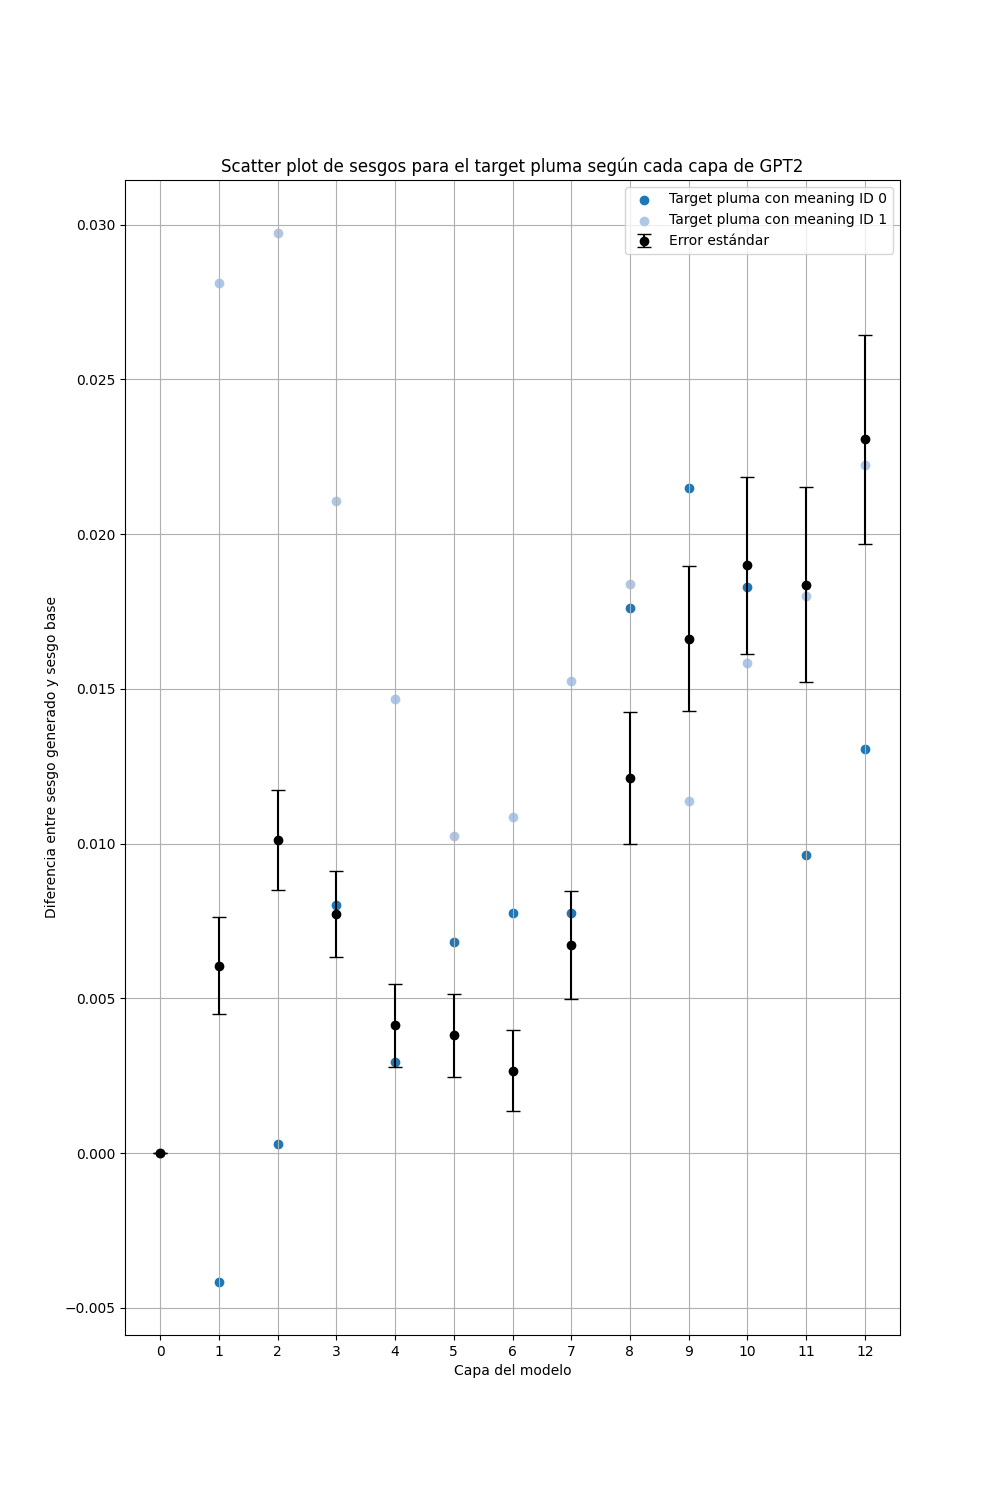 Scatter plot de sesgos para el target pluma según cada capa de GPT2
Target pluma con meaning ID 0
Target pluma con meaning ID 1
Error estándar
0.030
0.025
0.020
0.015
0.010
0.005
0.000
−0.005
Diferencia entre sesgo generado y sesgo base
0 1 2 3 4 5 6 7 8 9 10 11 12
Capa del modelo